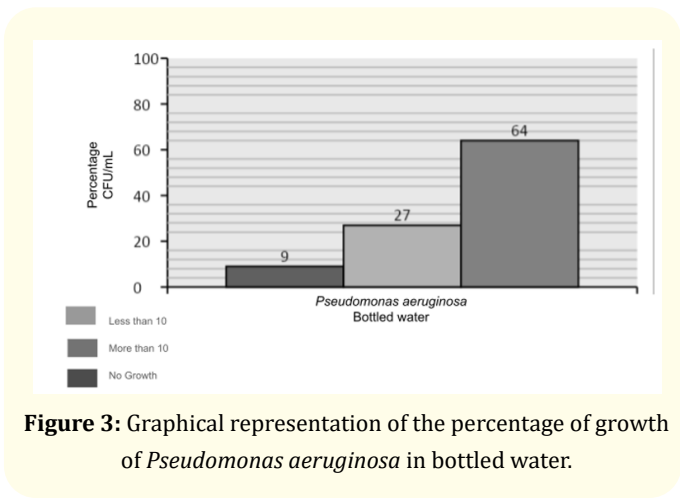 100
80
60
40
20
0
Percentage
CFU/mL
9
27
64
Pseudomonas aeruginosa
Bottled water
Less than 10
More than 10
No Growth
Figure 3: Graphical representation of the percentage of growth
of Pseudomonas aeruginosa in bottled water.